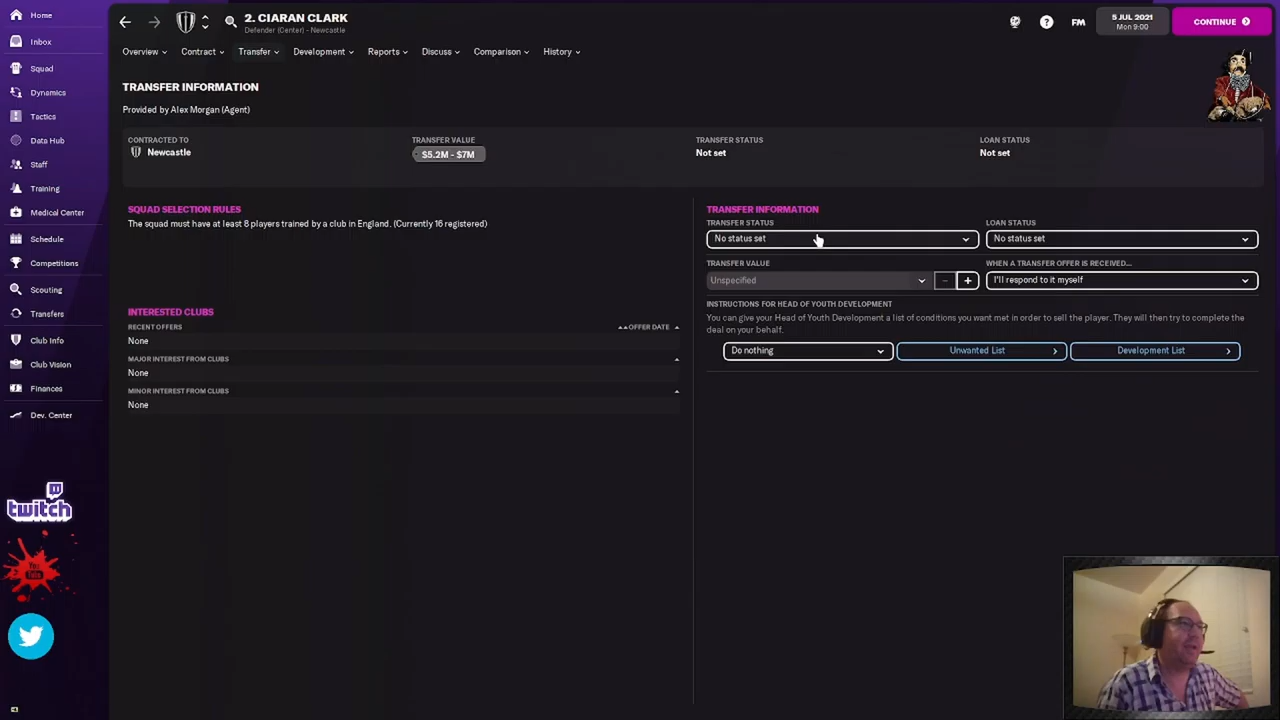 Home
Inbox
Squad
Dynamics
Tactics
Data Hub
Staff
Training
Medical Center
Schedule
Competitions
Scouting
Transfers
Club Info
Club Vision
Finances
Dev. Center
twitch
You Tube
2. CIARAN CLARK
Defender (Center) - Newcastle
FM
5 JUL 2021
Mon 9:00
CONTINUE
Overview
Contract
Transfer
Development
Reports
Discuss
Comparison
History
TRANSFER INFORMATION
Provided by Alex Morgan (Agent)
CONTRACTED TO
Newcastle
TRANSFER VALUE
$5.2M - $7M
TRANSFER STATUS
Not set
LOAN STATUS
Not set
SQUAD SELECTION RULES
The squad must have at least 8 players trained by a club in England. (Currently 16 registered)
INTERESTED CLUBS
RECENT OFFERS
OFFER DATE
None
MAJOR INTEREST FROM CLUBS
None
MINOR INTEREST FROM CLUBS
None
TRANSFER INFORMATION
TRANSFER STATUS
No status set
LOAN STATUS
No status set
TRANSFER VALUE
Unspecified
WHEN A TRANSFER OFFER IS RECEIVED...
I'll respond to it myself
INSTRUCTIONS FOR HEAD OF YOUTH DEVELOPMENT
You can give your Head of Youth Development a list of conditions you want met in order to sell the player. They will then try to complete the
deal on your behalf.
Do nothing
Unwanted List
Development List